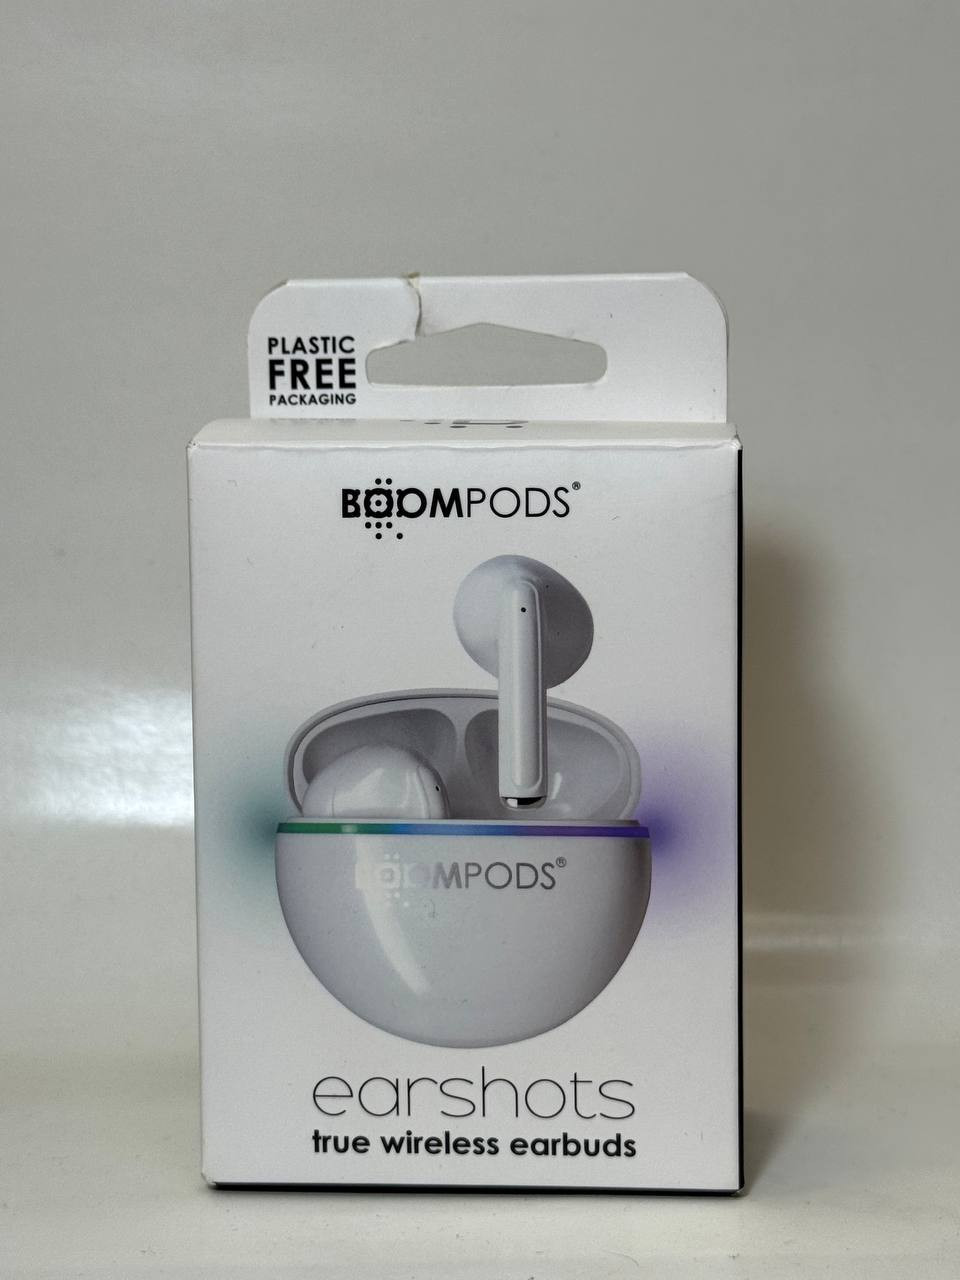 PLASTIC
FREE
PACKAGING
BOOMPODS®
BOOMPODS®
earshots
true wireless earbuds